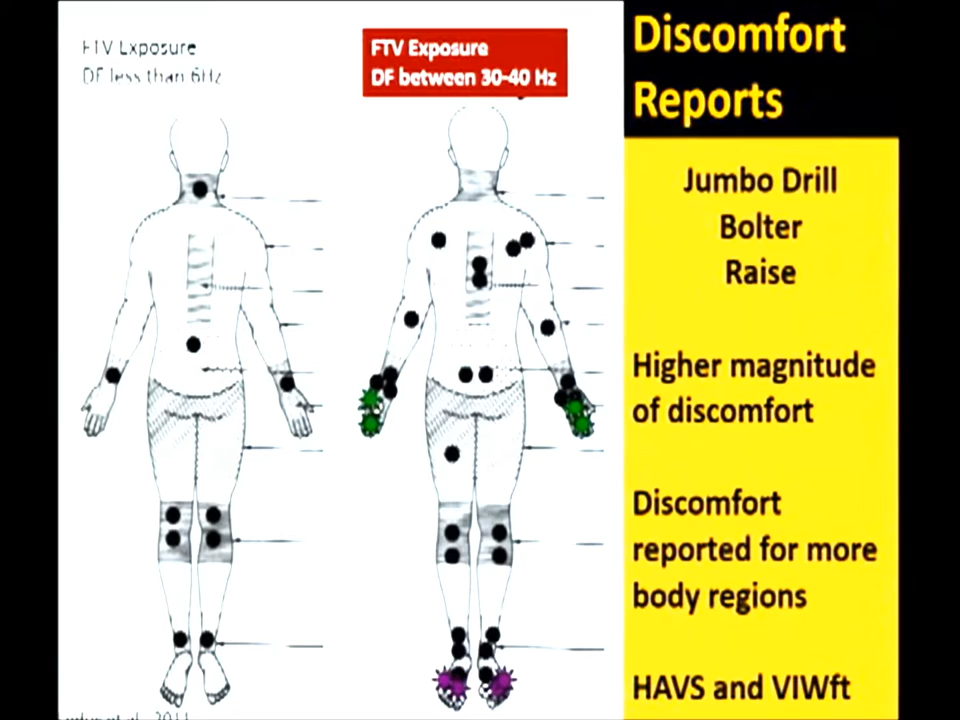 FTV Exposure
DF less than 6Hz
FTV Exposure
DF between 30-40 Hz
Discomfort
Reports
Jumbo Drill
Bolter
Raise
Higher magnitude
of discomfort
Discomfort
reported for more
body regions
HAVS and VIWft